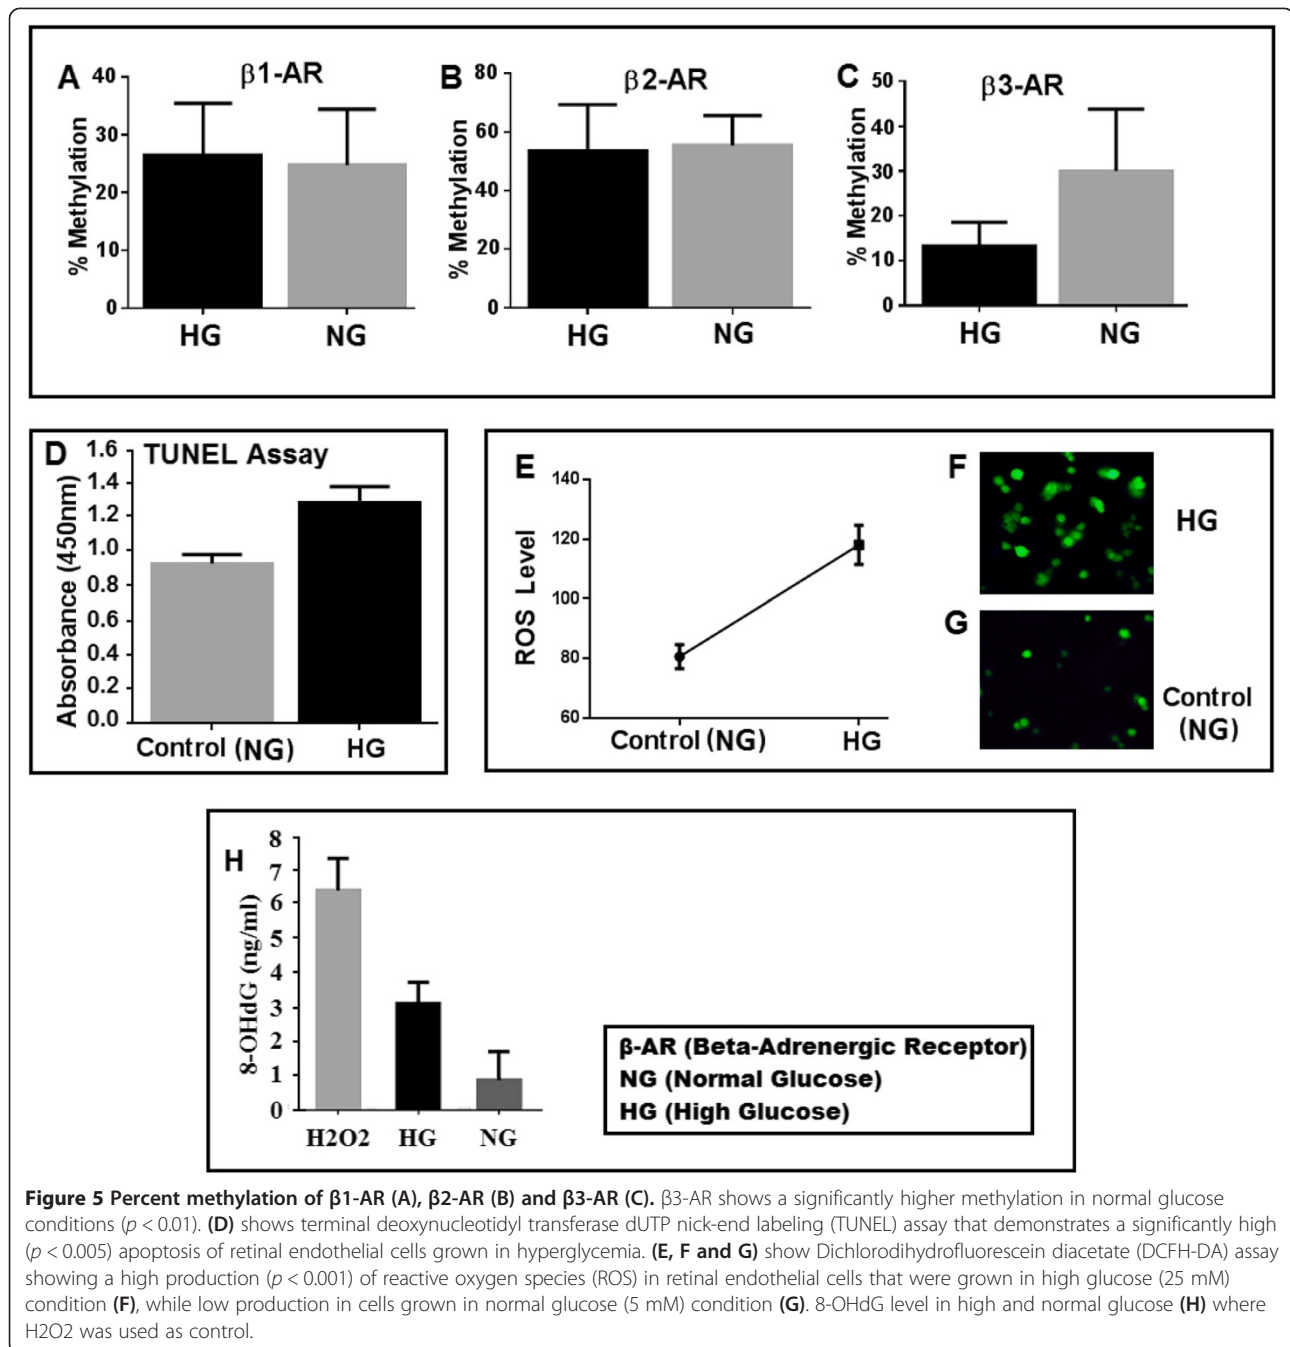 A
β1-AR
40
30
20
10
0
% Methylation
HG
NG
B
β2-AR
80
60
40
20
0
% Methylation
HG
NG
C
β3-AR
50
40
30
20
10
0
% Methylation
HG
NG
D
TUNEL Assay
1.6
1.4
1.2
1.0
0.8
0.6
0.4
0.2
0.0
Absorbance (450nm)
Control (NG)
HG
E
140
120
100
80
60
ROS Level
Control (NG)
HG
F
HG
G
Control
(NG)
H
8
7
6
5
4
3
2
1
0
8-OHdG (ng/ml)
H2O2
HG
NG
β-AR (Beta-Adrenergic Receptor)
NG (Normal Glucose)
HG (High Glucose)
Figure 5 Percent methylation of β1-AR (A), β2-AR (B) and β3-AR (C). β3-AR shows a significantly higher methylation in normal glucose
conditions (p < 0.01). (D) shows terminal deoxynucleotidyl transferase dUTP nick-end labeling (TUNEL) assay that demonstrates a significantly high
(p < 0.005) apoptosis of retinal endothelial cells grown in hyperglycemia. (E, F and G) show Dichlorodihydrofluorescein diacetate (DCFH-DA) assay
showing a high production (p < 0.001) of reactive oxygen species (ROS) in retinal endothelial cells that were grown in high glucose (25 mM)
condition (F), while low production in cells grown in normal glucose (5 mM) condition (G). 8-OHdG level in high and normal glucose (H) where
H2O2 was used as control.